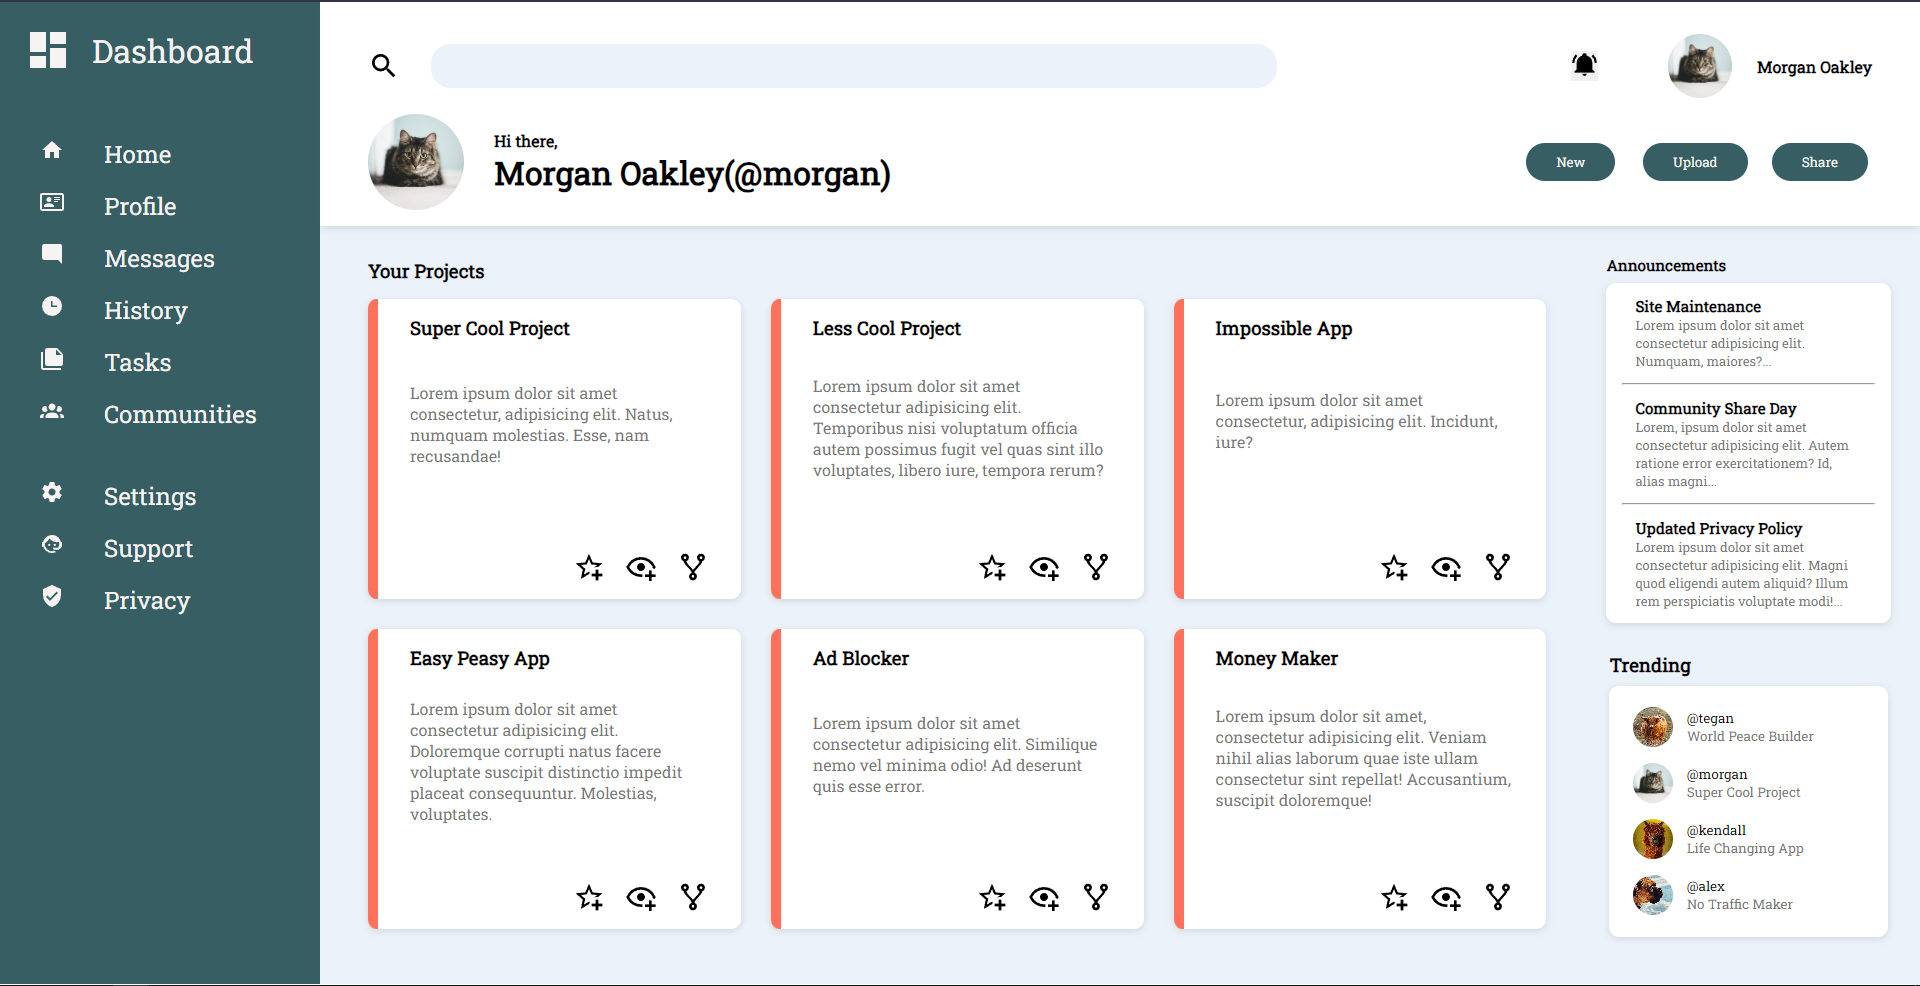 Dashboard
Home
Profile
Messages
History
Tasks
Communities
Settings
Support
Privacy
Morgan Oakley
Hi there,
Morgan Oakley(@morgan)
New
Upload
Share
Your Projects
Super Cool Project
Lorem ipsum dolor sit amet
consectetur, adipisicing elit. Natus,
numquam molestias. Esse, nam
recusandae!
Less Cool Project
Lorem ipsum dolor sit amet
consectetur adipisicing elit.
Temporibus nisi voluptatum officia
autem possimus fugit vel quas sint illo
voluptates, libero iure, tempora rerum?
Impossible App
Lorem ipsum dolor sit amet
consectetur, adipisicing elit. Incidunt,
iure?
Easy Peasy App
Lorem ipsum dolor sit amet
consectetur adipisicing elit.
Doloremque corrupti natus facere
voluptate suscipit distinctio impedit
placeat consequuntur. Molestias,
voluptates.
Ad Blocker
Lorem ipsum dolor sit amet
consectetur adipisicing elit. Similique
nemo vel minima odio! Ad deserunt
quis esse error.
Money Maker
Lorem ipsum dolor sit amet,
consectetur adipisicing elit. Veniam
nihil alias laborum quae iste ullam
consectetur sint repellat! Accusantium,
suscipit doloremque!
Announcements
Site Maintenance
Lorem ipsum dolor sit amet
consectetur adipisicing elit.
Numquam, maiores?...
Community Share Day
Lorem, ipsum dolor sit amet
consectetur adipisicing elit. Autem
ratione error exercitationem? Id,
alias magni...
Updated Privacy Policy
Lorem ipsum dolor sit amet
consectetur adipisicing elit. Magni
quod eligendi autem aliquid? Illum
rem perspiciatis voluptate modi!...
Trending
@tegan
World Peace Builder
@morgan
Super Cool Project
@kendall
Life Changing App
@alex
No Traffic Maker